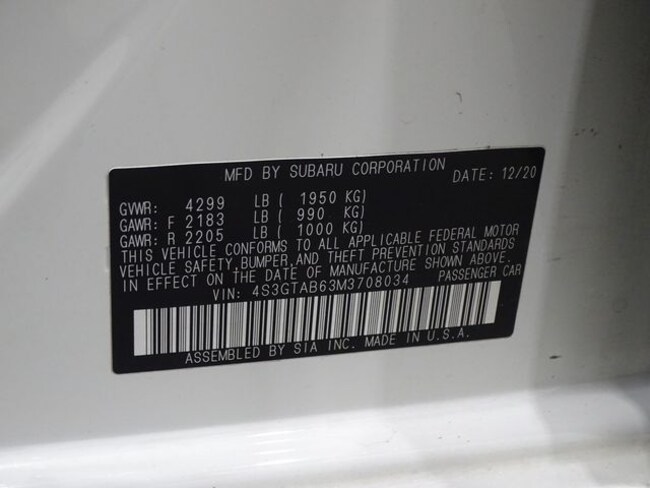 MFD BY SUBARU CORPORATION DATE: 12/20
GVWR: 4299 LB ( 1950 KG)
GAWR: F 2183 LB ( 990 KG)
GAWR: R 2205 LB ( 1000 KG)
THIS VEHICLE CONFORMS TO ALL APPLICABLE FEDERAL MOTOR
VEHICLE SAFETY, BUMPER, AND THEFT PREVENTION STANDARDS
IN EFFECT ON THE DATE OF MANUFACTURE SHOWN ABOVE.
VIN: 4S3GTAB63M3708034 PASSENGER CAR
ASSEMBLED BY SIA INC. MADE IN U.S.A.